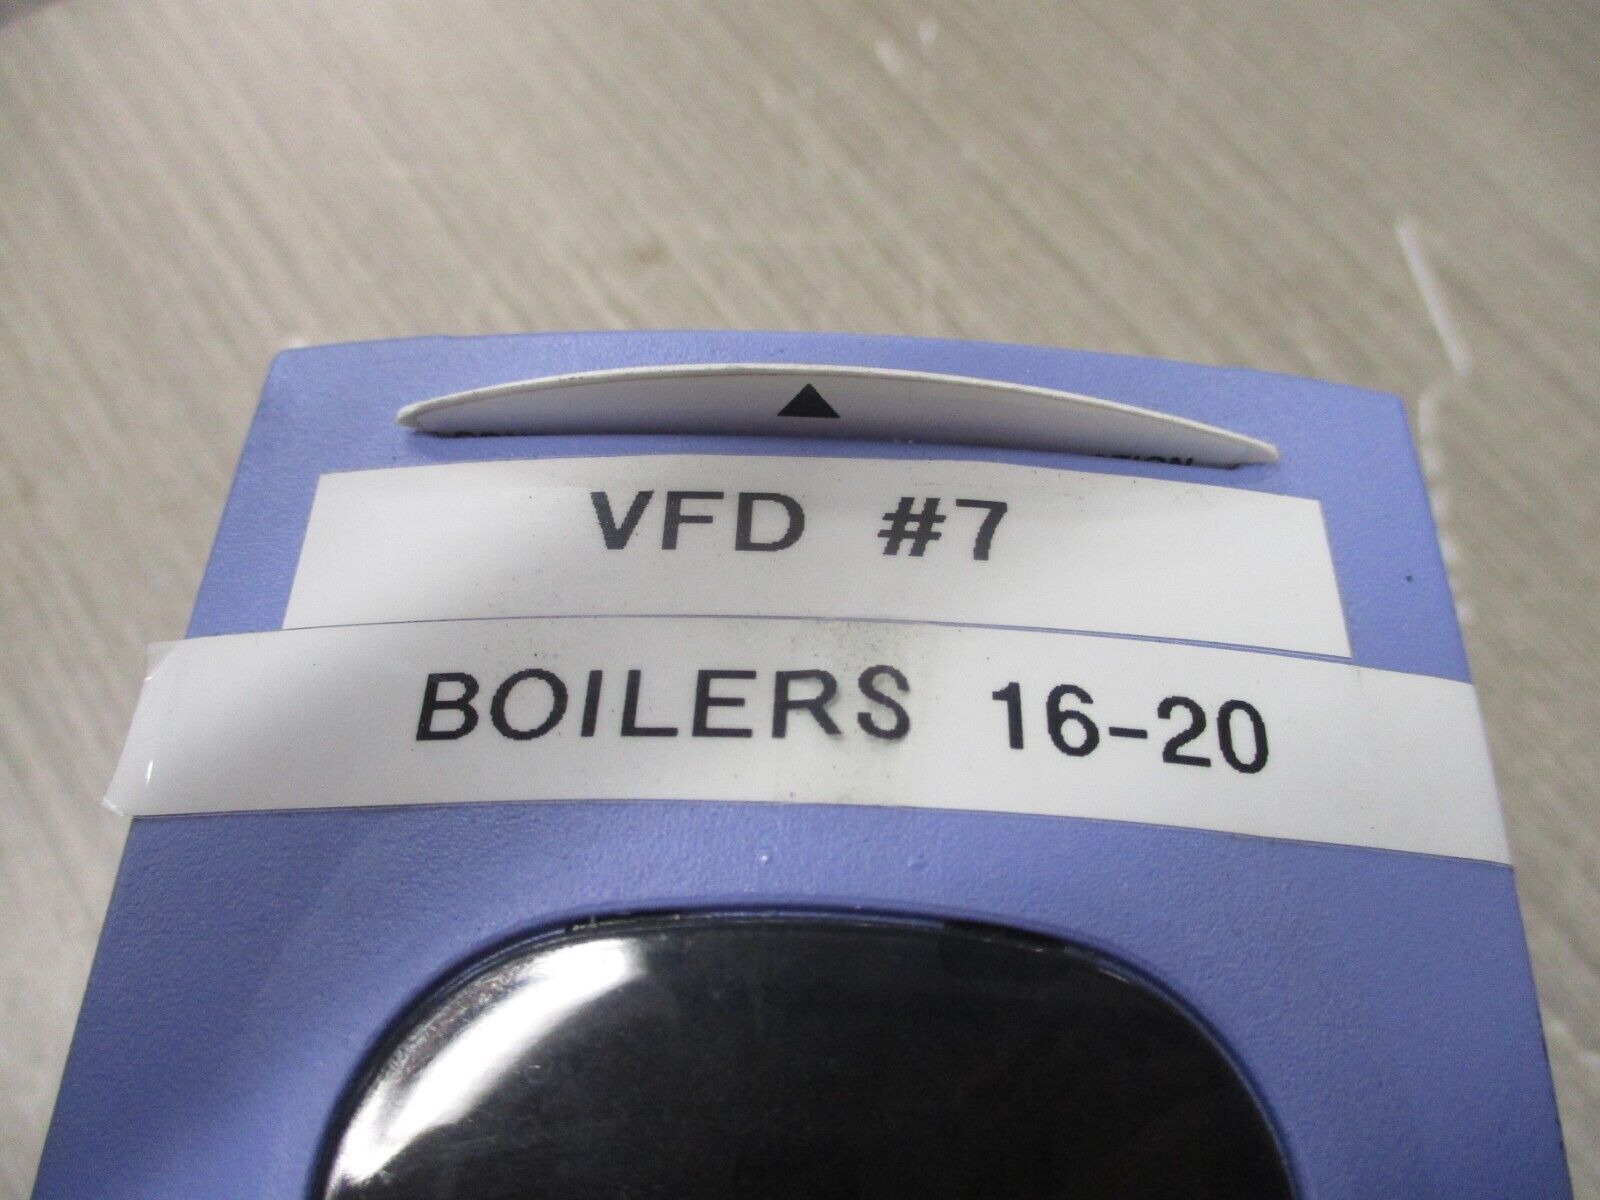 VFD #7
BOILERS 16-20